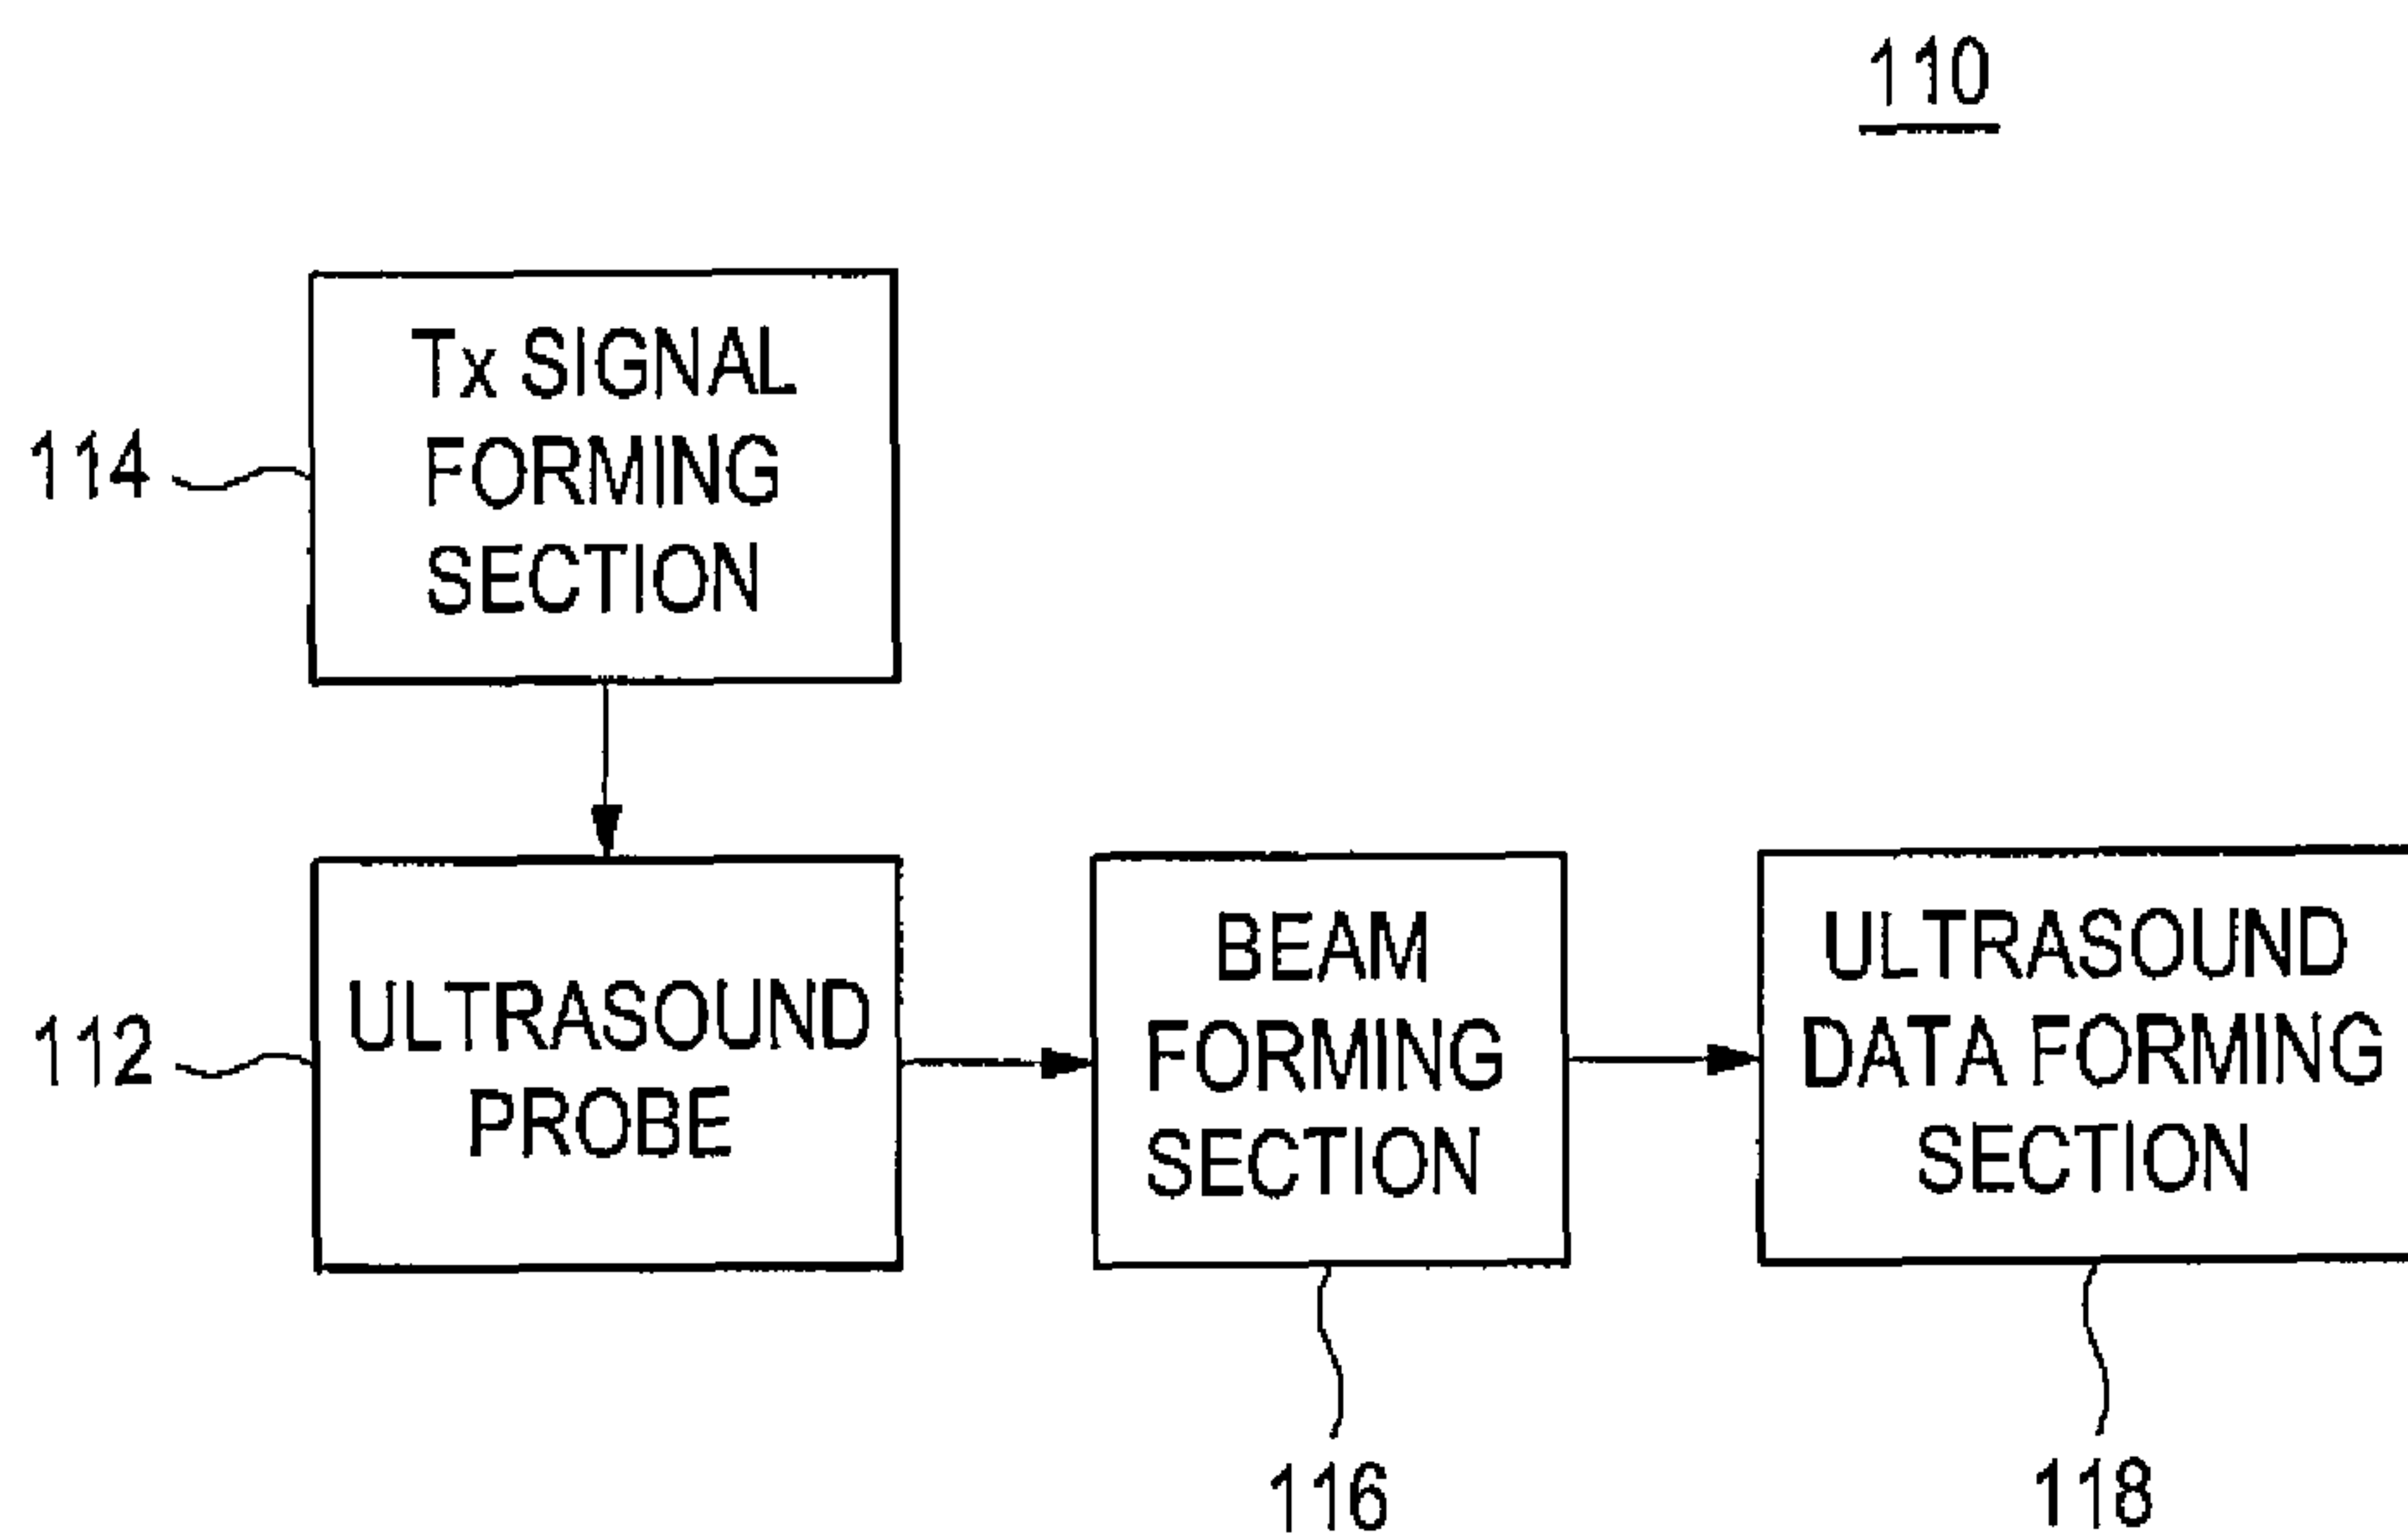 110
Tx SIGNAL
FORMING
SECTION
114
ULTRASOUND
PROBE
112
BEAM
FORMING
SECTION
116
ULTRASOUND
DATA FORMING
SECTION
118